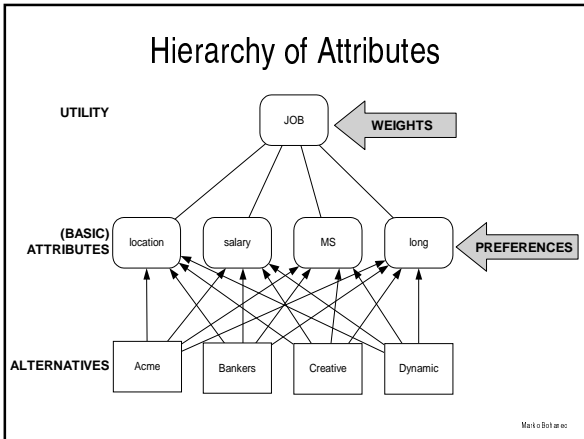 Hierarchy of Attributes
UTILITY
JOB
WEIGHTS
(BASIC)
ATTRIBUTES
location
salary
MS
long
PREFERENCES
ALTERNATIVES
Acme
Bankers
Creative
Dynamic
Marko Bohanec